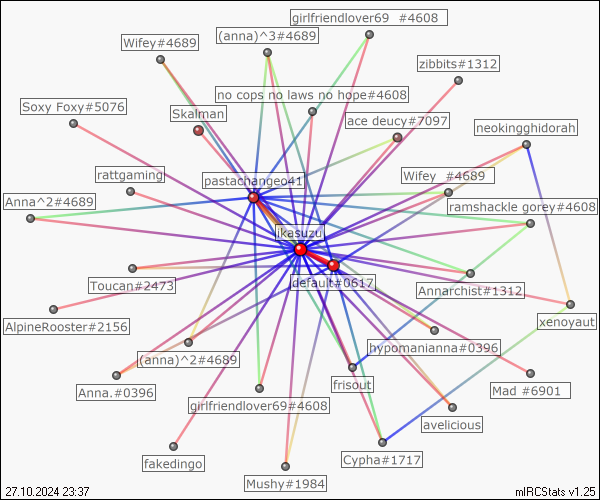 girlfriendlover69  #4608
(anna)^3#4689
Wifey#4689
zibbits#1312
no cops no laws no hope#4608
Soxy Foxy#5076
Skalman
ace deucy#7097
neokingghidorah
rattgaming
pastachangeo41
Wifey  #4689
Anna^2#4689
ramshackle gorey#4608
ikasuzu
Toucan#2473
default#0617
Annarchist#1312
AlpineRooster#2156
xenoyaut
hypomanianna#0396
(anna)^2#4689
frisout
Anna.#0396
Mad #6901
girlfriendlover69#4608
avelicious
fakedingo
Cypha#1717
Mushy#1984
27.10.2024 23:37
mIRCStats v1.25